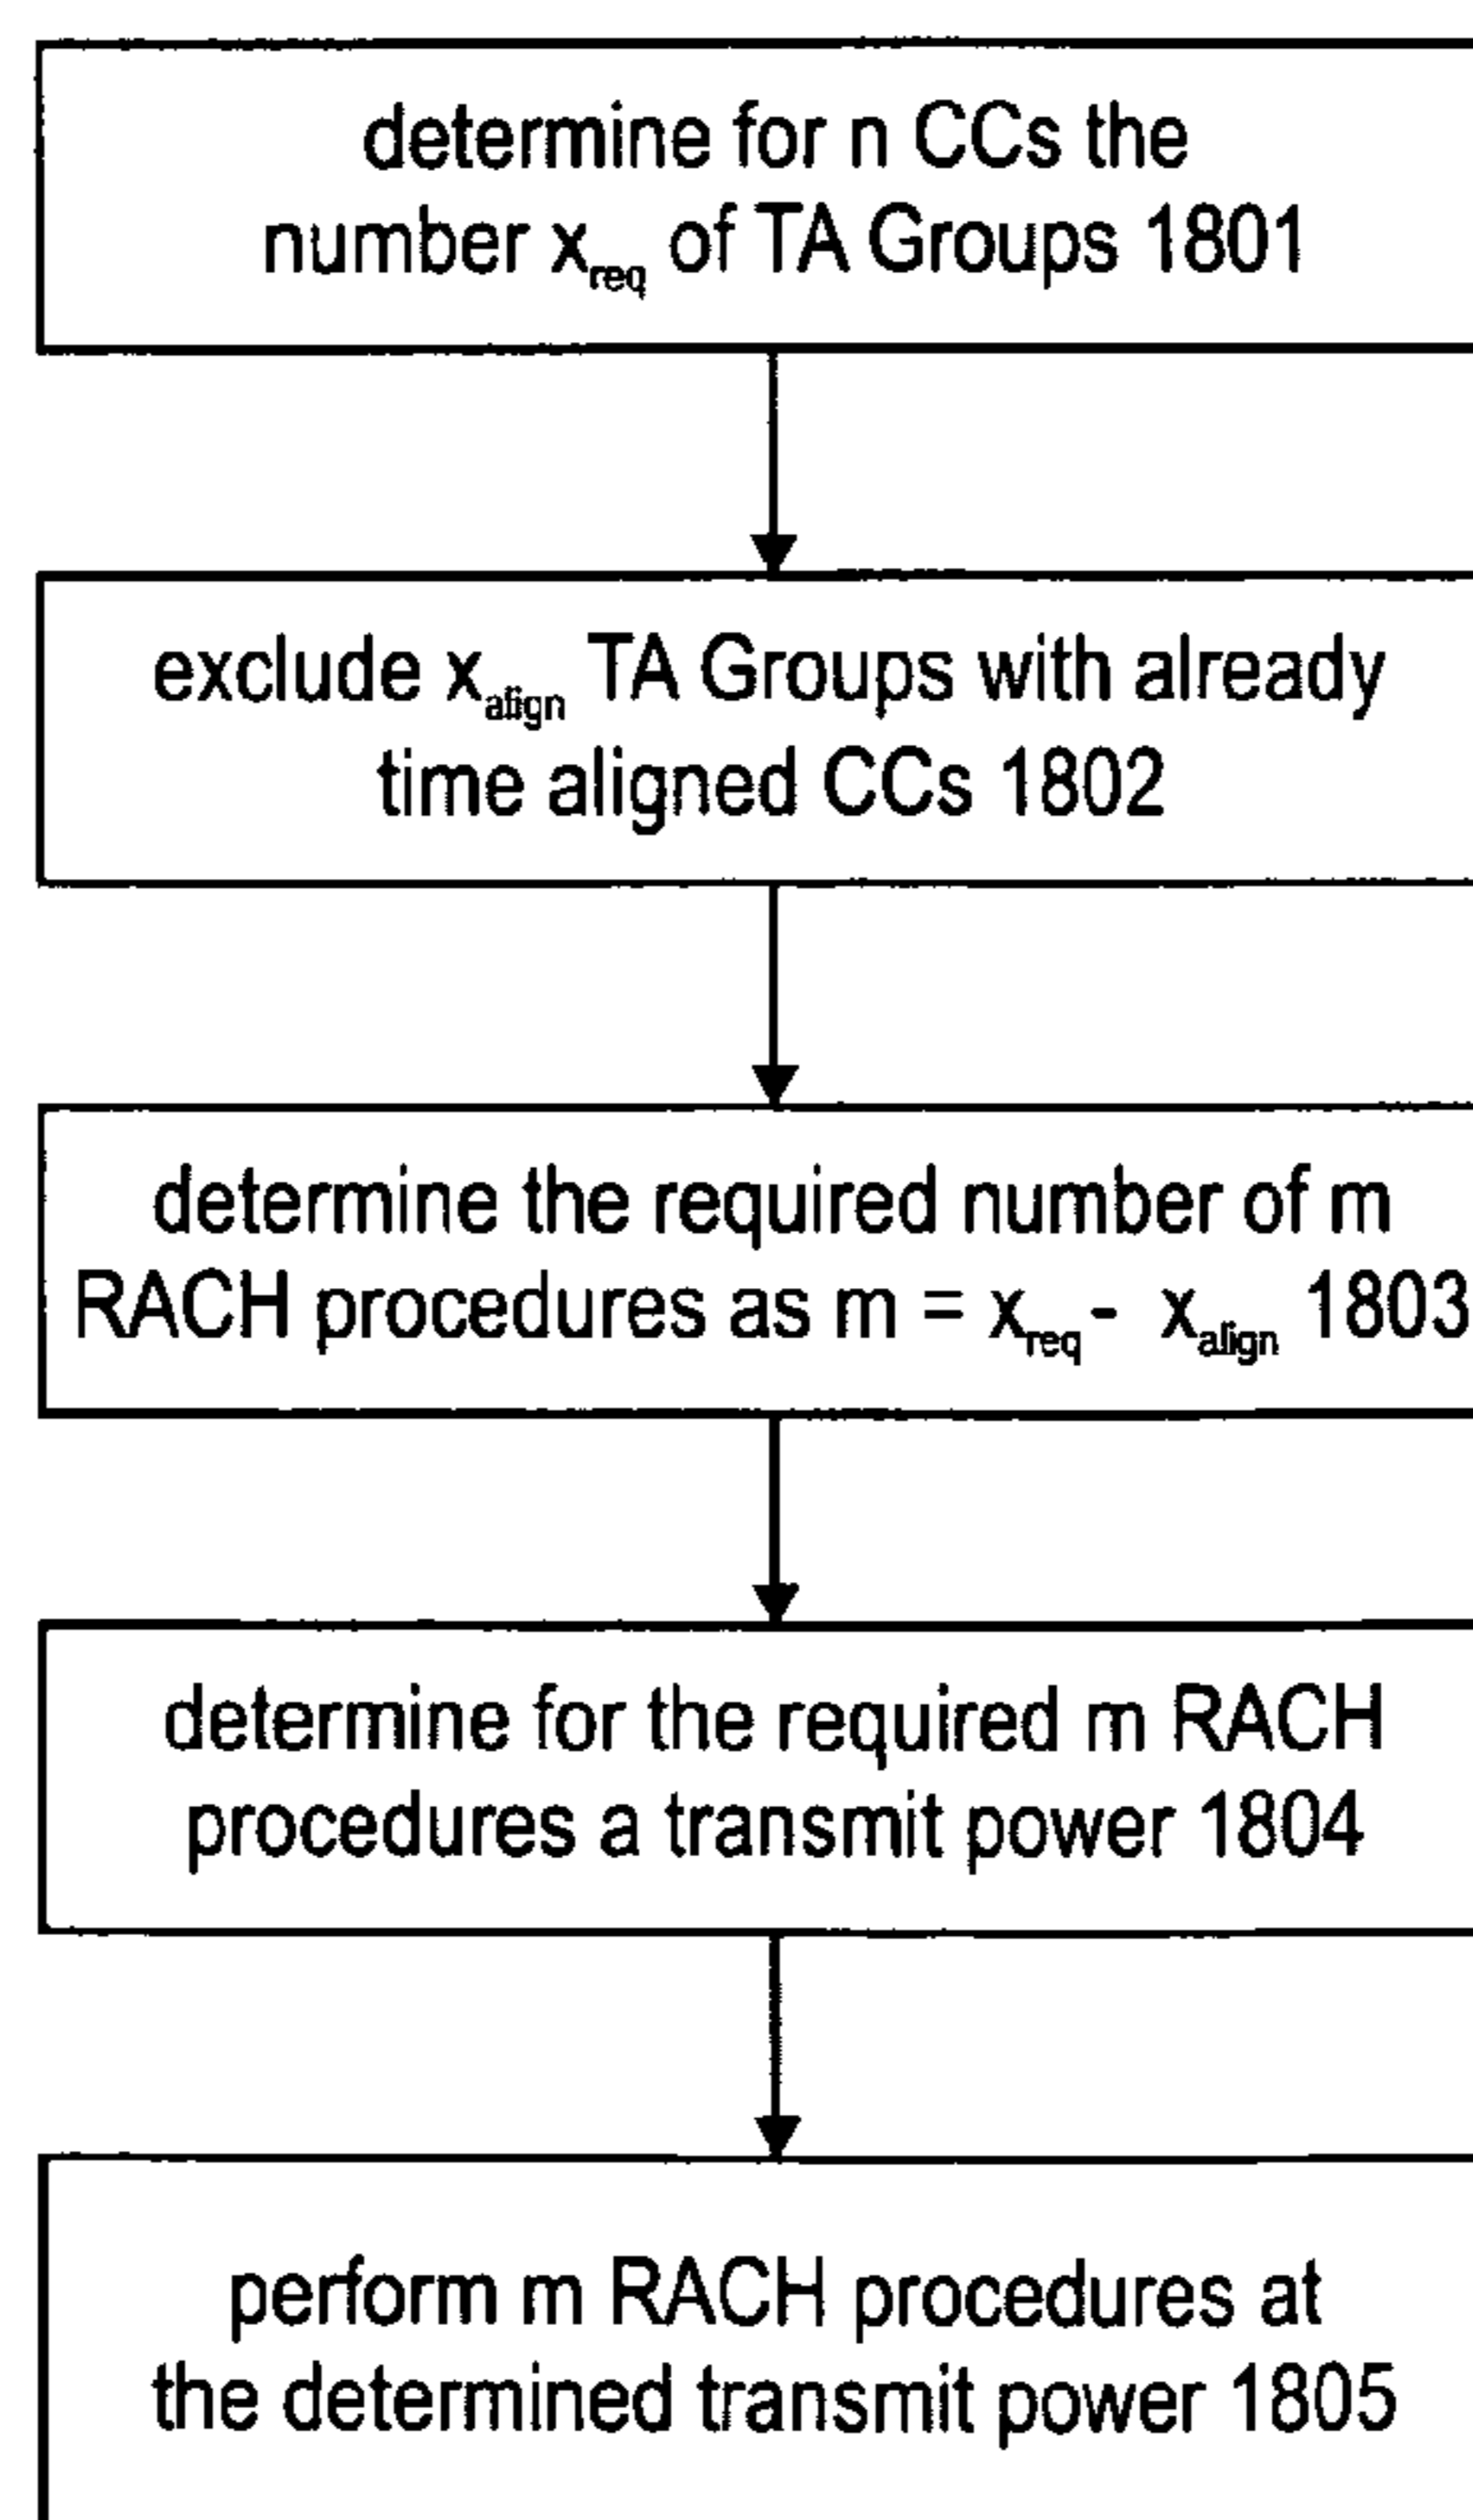 determine for n CCs the
number x_req of TA Groups 1801
exclude x_align TA Groups with already
time aligned CCs 1802
determine the required number of m
RACH procedures as m = x_req - x_align 1803
determine for the required m RACH
procedures a transmit power 1804
perform m RACH procedures at
the determined transmit power 1805